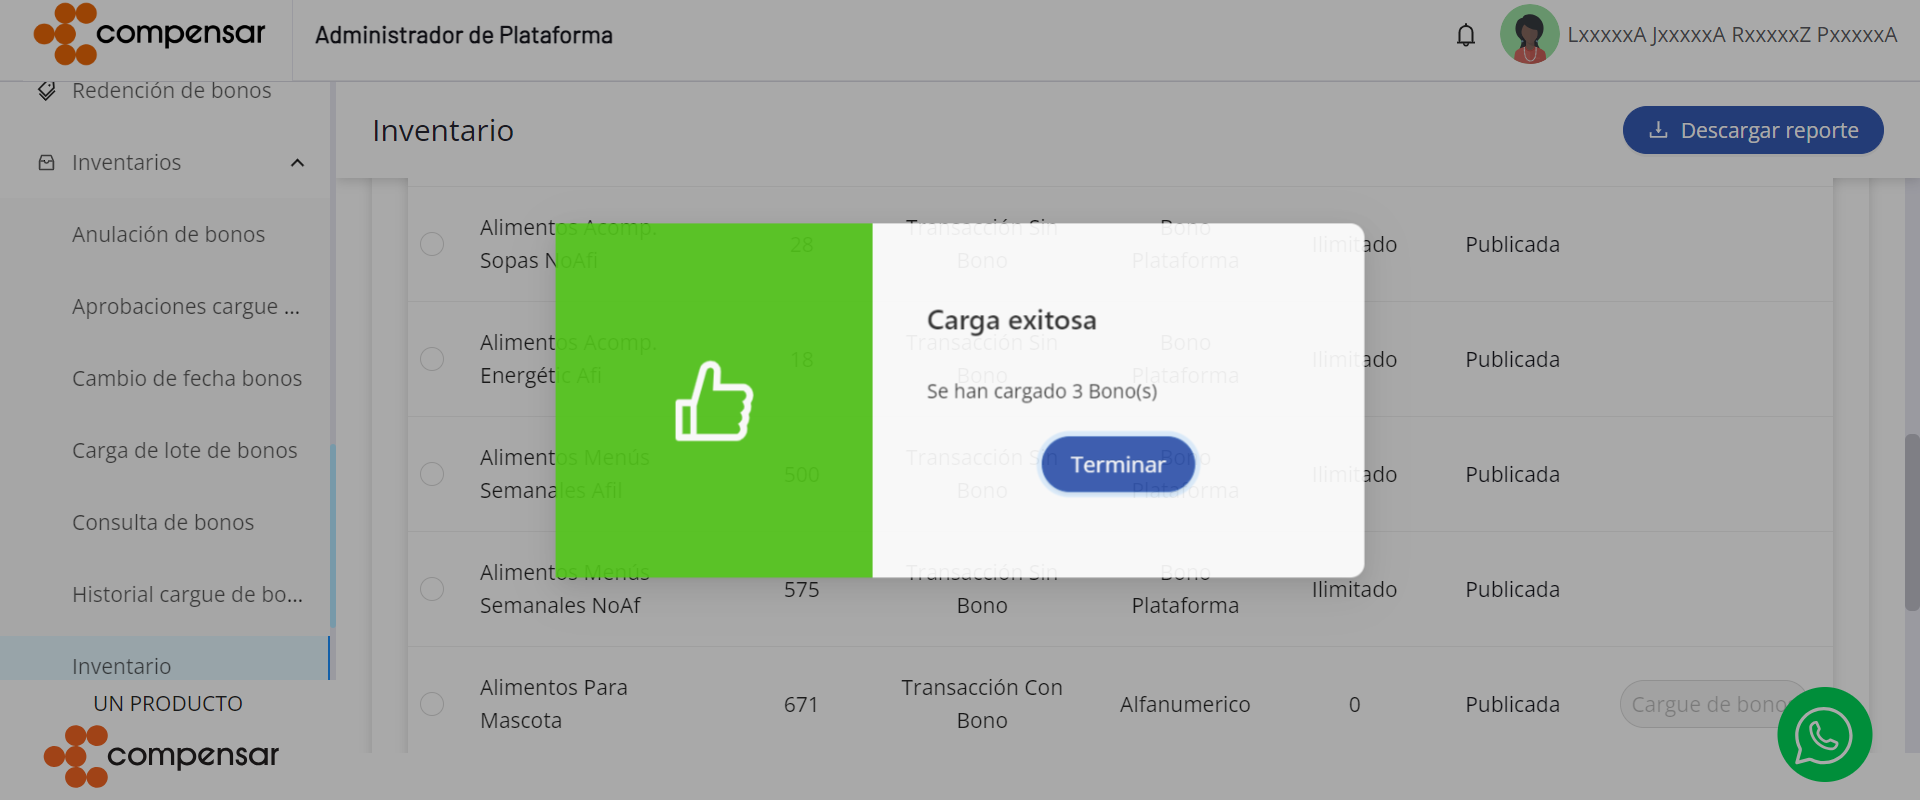 compensar
Administrador de Plataforma
LxxxxxA JxxxxxA RxxxxxZ PxxxxxA
Redención de bonos
Inventarios
Anulación de bonos
Aprobaciones cargue ...
Cambio de fecha bonos
Carga de lote de bonos
Consulta de bonos
Historial cargue de bo...
Inventario
UN PRODUCTO
compensar
Inventario
Descargar reporte
Alimentos Acomp. Transacción Sin Bono
28 Ilimitado Publicada
Sopas NoAfi Bono Plataforma
Alimentos Acomp. Transacción Sin Bono
18 Ilimitado Publicada
Energétic Afi Bono Plataforma
Alimentos Menús Transacción Sin Bono
500 Ilimitado Publicada
Semanales Afil Bono Plataforma
Alimentos Menús Transacción Sin Bono
575 Ilimitado Publicada
Semanales NoAf Bono Plataforma
Alimentos Para Transacción Con
671 Alfanumerico 0 Publicada Cargue de bono
Mascota Bono
Carga exitosa
Se han cargado 3 Bono(s)
Terminar